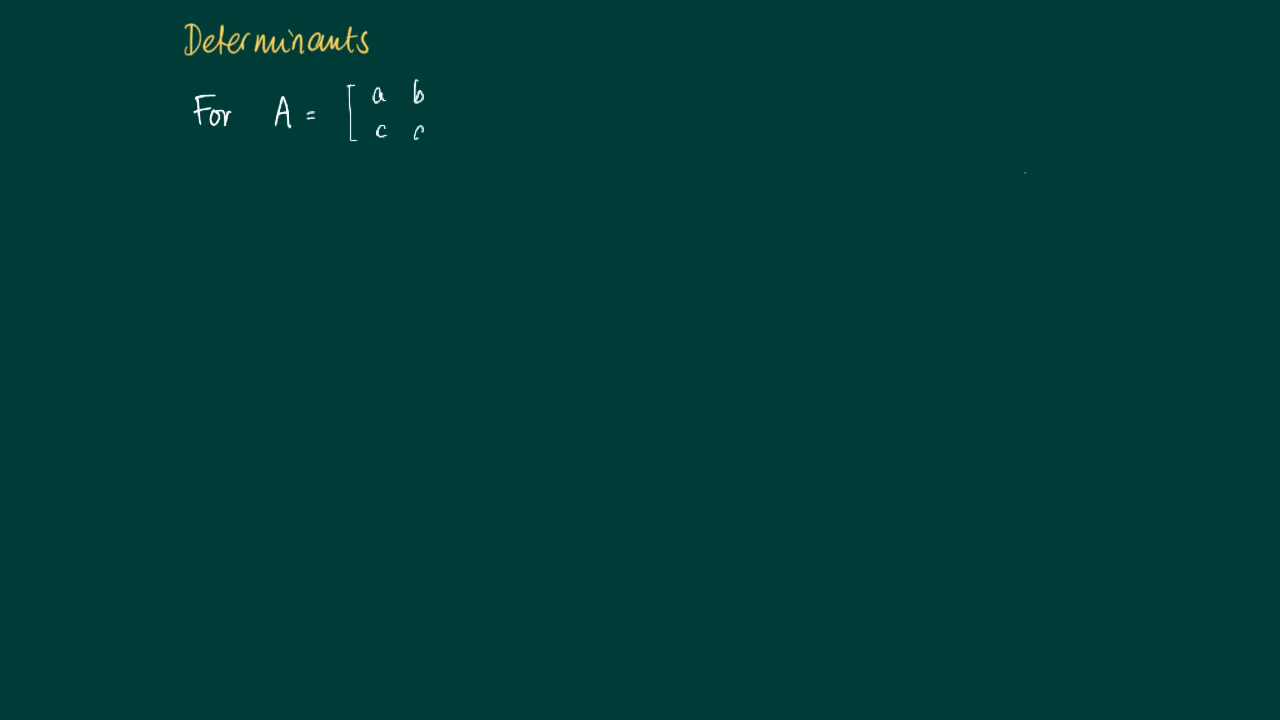 Determinants
For A = [ a b
c c